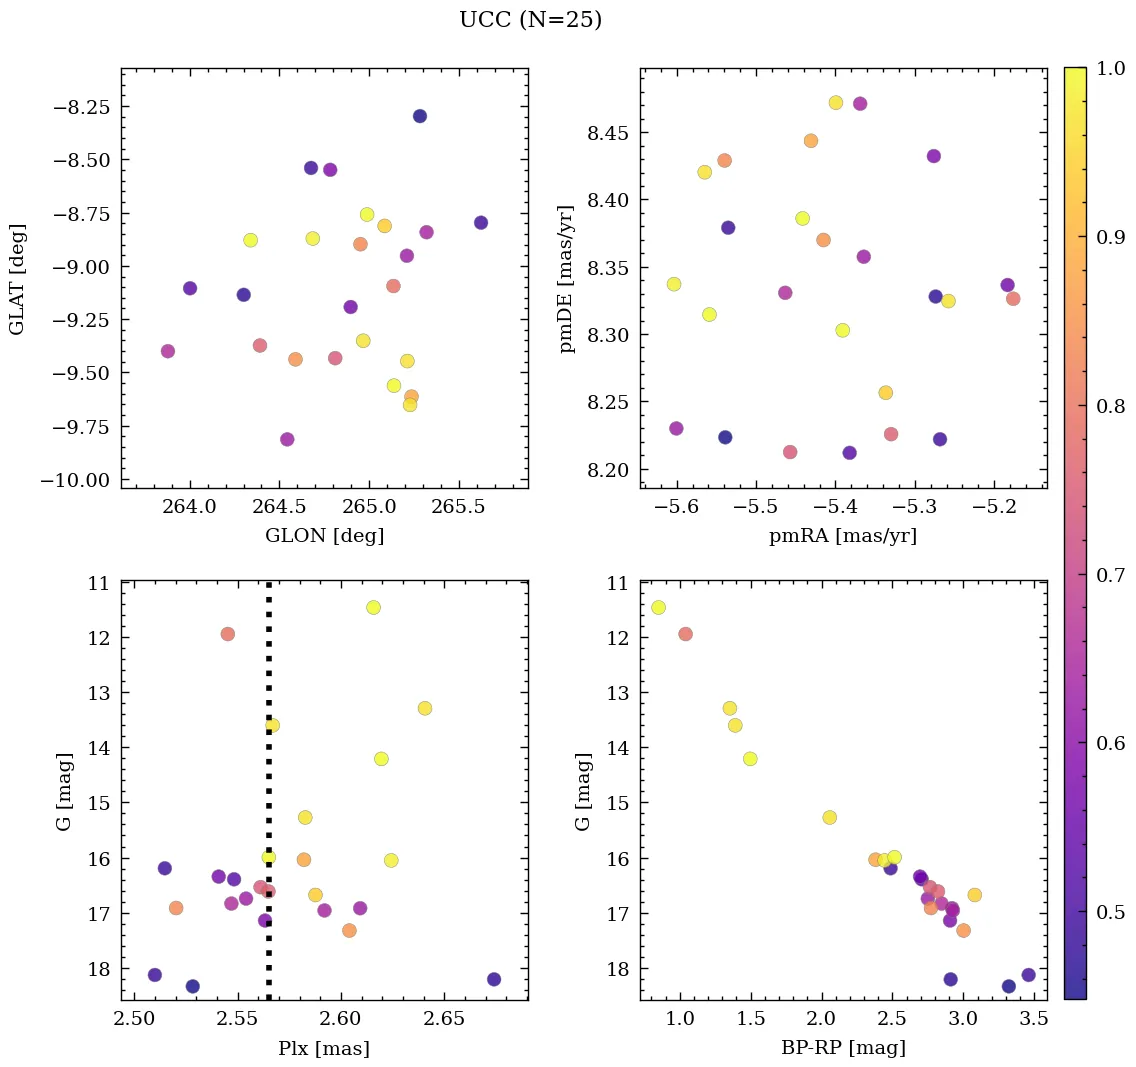 UCC (N=25)
−8.25
−8.50
−8.75
−9.00
−9.25
−9.50
−9.75
−10.00
GLAT [deg]
264.0 264.5 265.0 265.5
GLON [deg]
8.45
8.40
8.35
8.30
8.25
8.20
pmDE [mas/yr]
−5.6 −5.5 −5.4 −5.3 −5.2
pmRA [mas/yr]
1.0
0.9
0.8
0.7
0.6
0.5
11
12
13
14
15
16
17
18
G [mag]
2.50 2.55 2.60 2.65
Plx [mas]
11
12
13
14
15
16
17
18
G [mag]
1.0 1.5 2.0 2.5 3.0 3.5
BP-RP [mag]